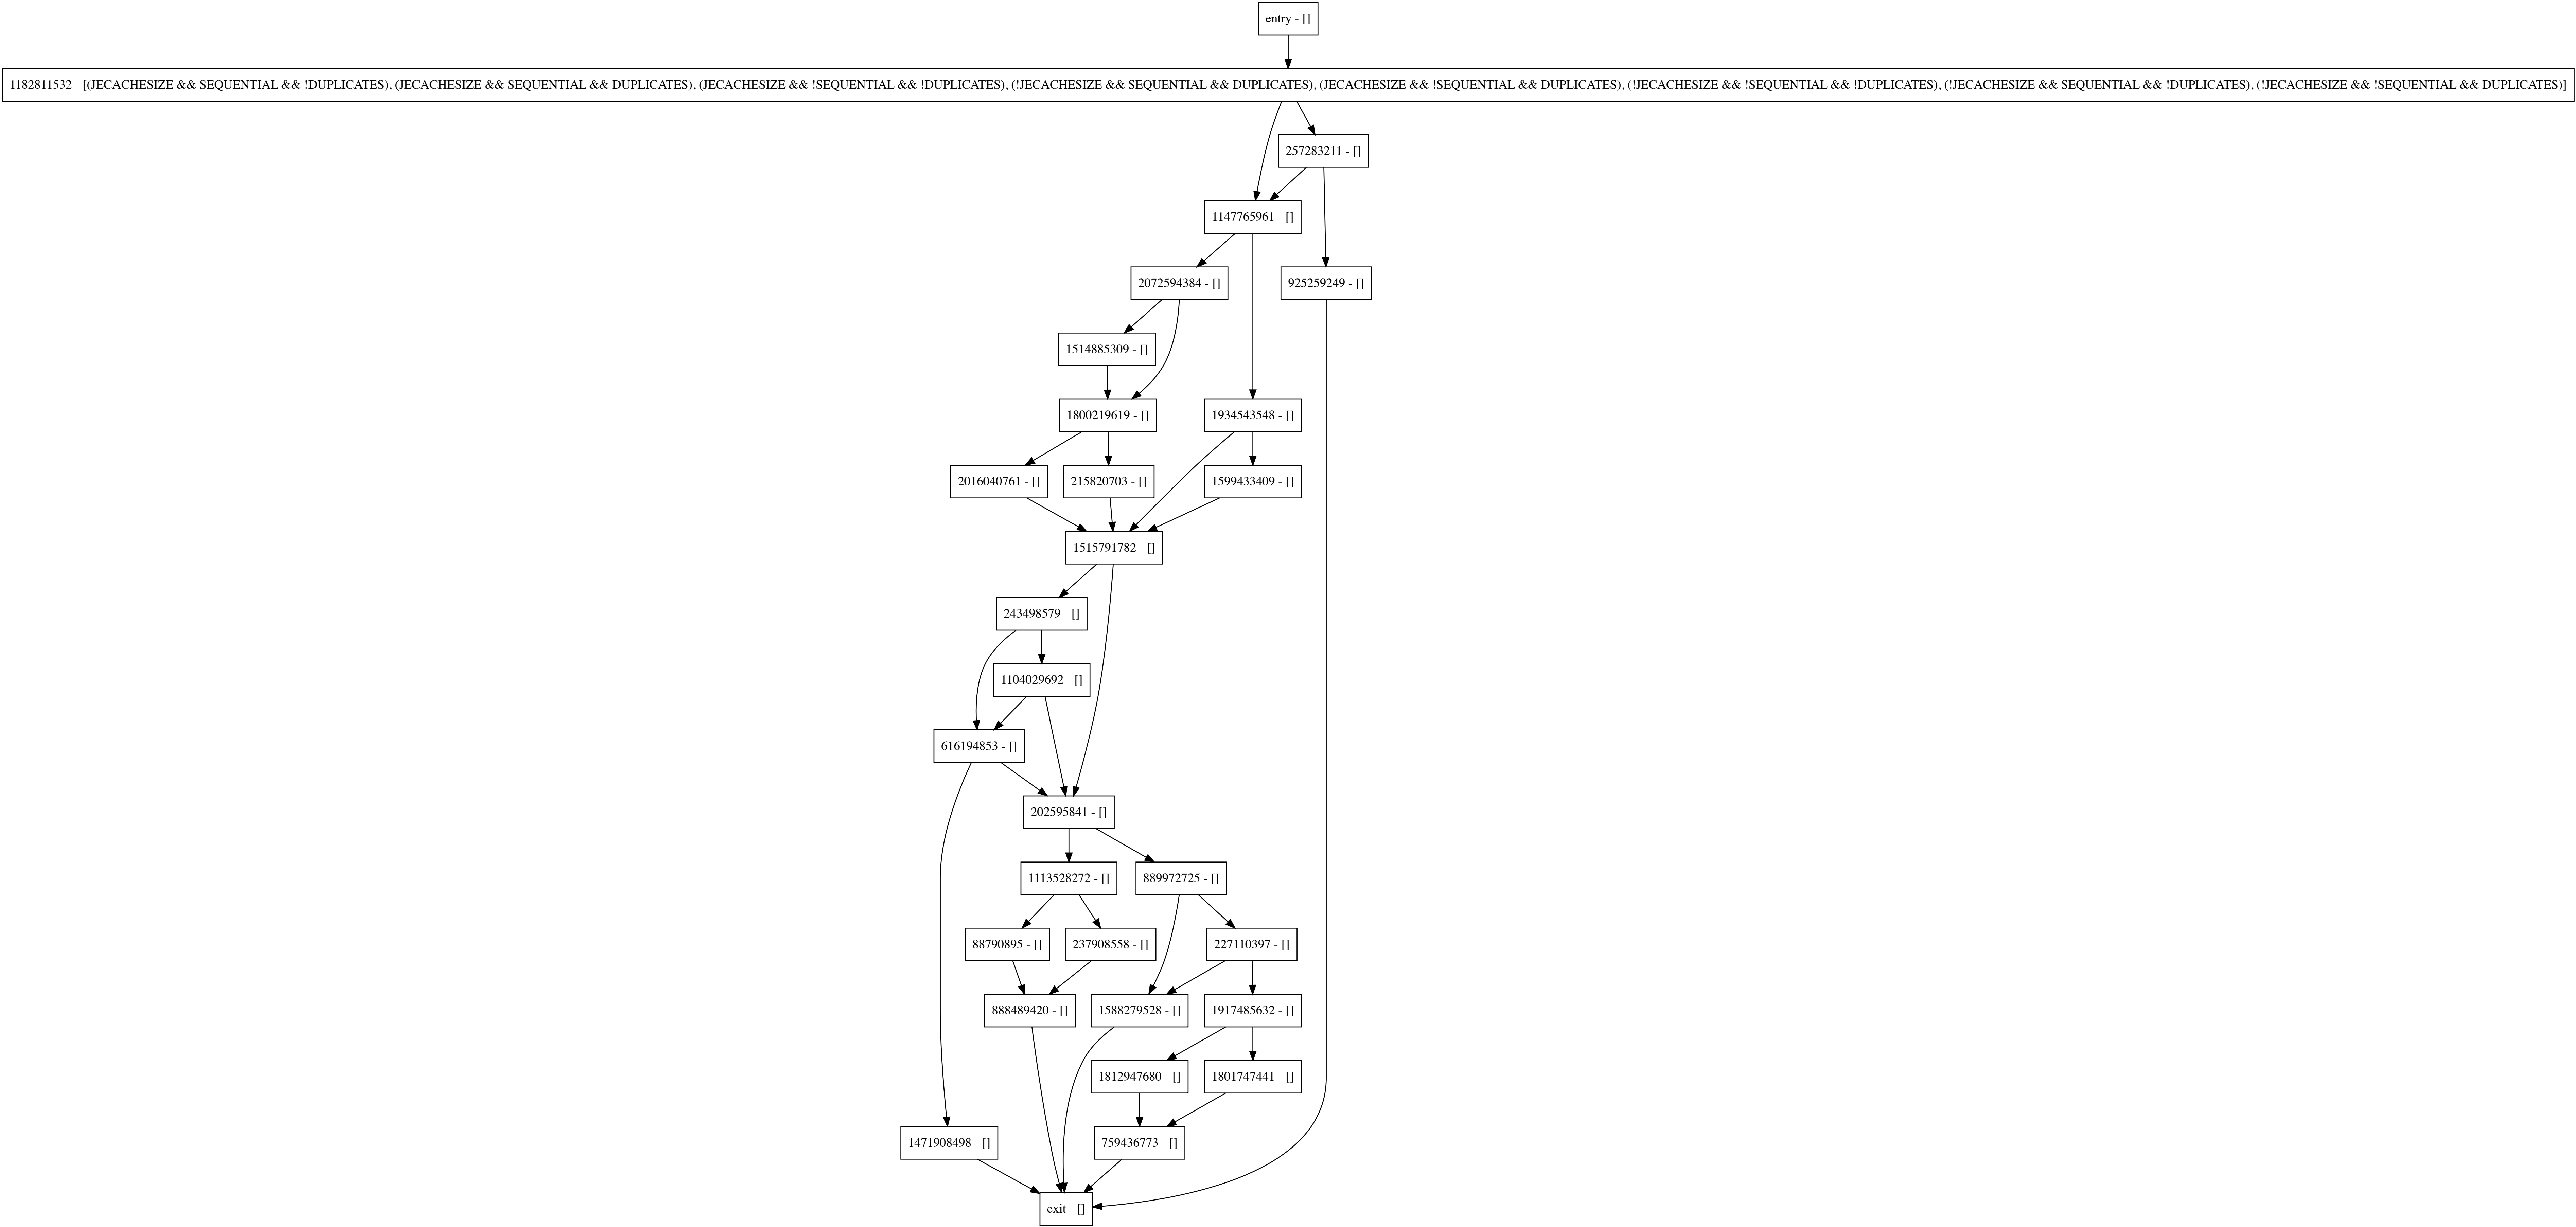 entry - []
1182811532 - [(JECACHESIZE && SEQUENTIAL && !DUPLICATES), (JECACHESIZE && SEQUENTIAL && DUPLICATES), (JECACHESIZE && !SEQUENTIAL && !DUPLICATES), (!JECACHESIZE && SEQUENTIAL && DUPLICATES), (JECACHESIZE && !SEQUENTIAL && DUPLICATES), (!JECACHESIZE && !SEQUENTIAL && !DUPLICATES), (!JECACHESIZE && SEQUENTIAL && !DUPLICATES), (!JECACHESIZE && !SEQUENTIAL && DUPLICATES)]
257283211 - []
1147765961 - []
2072594384 - []
925259249 - []
1514885309 - []
1800219619 - []
1934543548 - []
2016040761 - []
215820703 - []
1599433409 - []
1515791782 - []
243498579 - []
1104029692 - []
616194853 - []
202595841 - []
1113528272 - []
889972725 - []
88790895 - []
237908558 - []
227110397 - []
888489420 - []
1588279528 - []
1917485632 - []
1812947680 - []
1801747441 - []
1471908498 - []
759436773 - []
exit - []